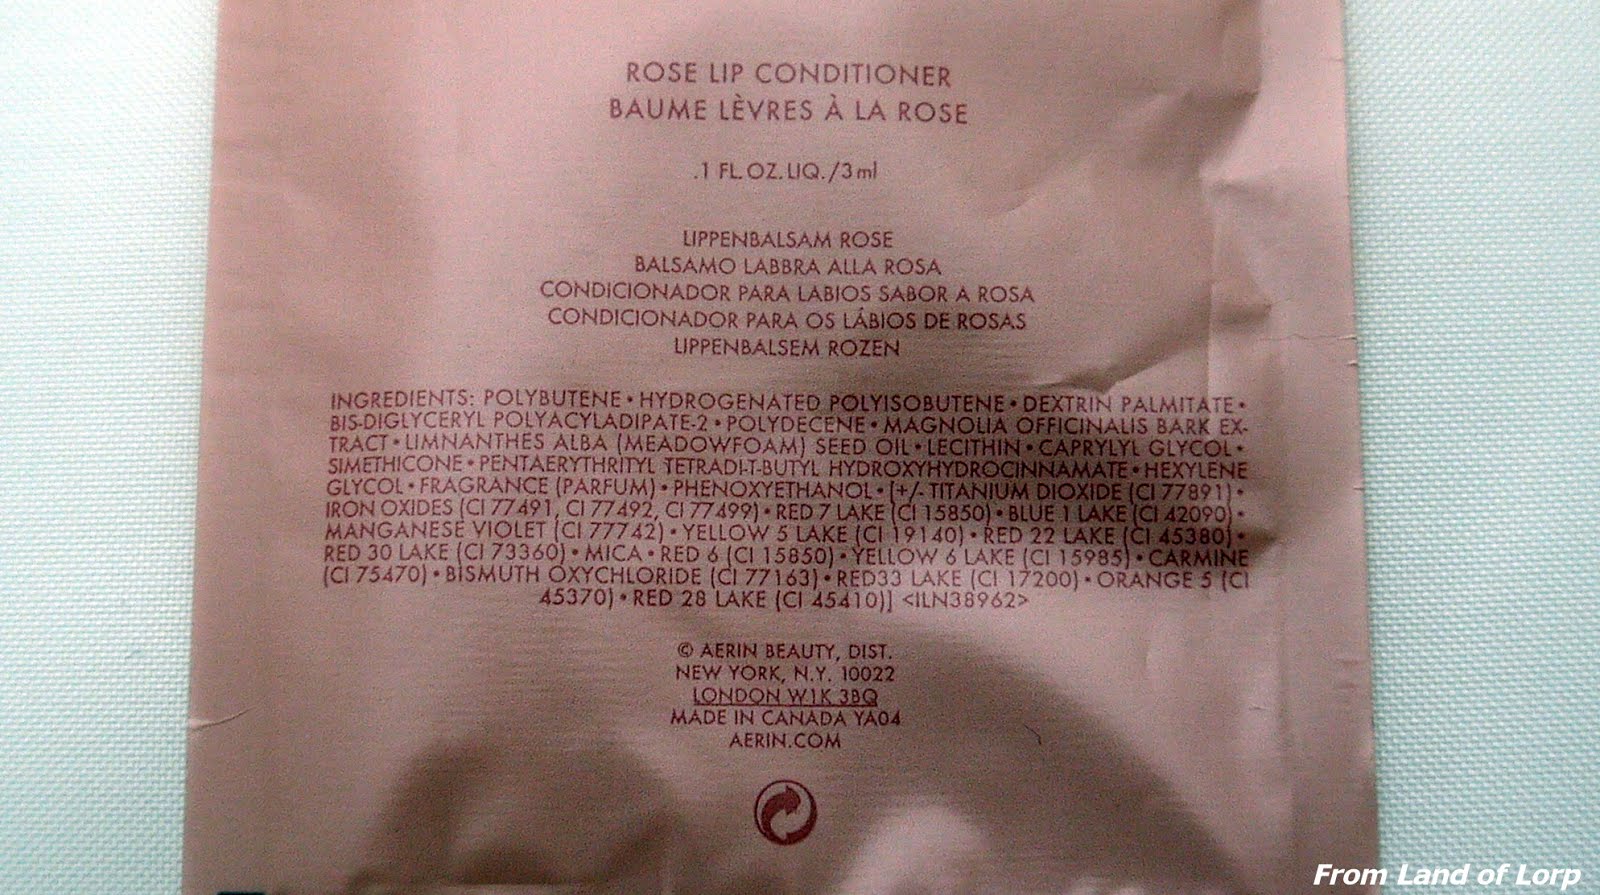 ROSE LIP CONDITIONER
BAUME LÈVRES À LA ROSE
.1 FL.OZ.LIQ./3ml
LIPPENBALSAM ROSE
BALSAMO LABBRA ALLA ROSA
CONDICIONADOR PARA LABIOS SABOR A ROSA
CONDICIONADOR PARA OS LÁBIOS DE ROSAS
LIPPENBALSEM ROZEN
INGREDIENTS: POLYBUTENE • HYDROGENATED POLYISOBUTENE • DEXTRIN PALMITATE •
BIS-DIGLYCERYL POLYACYLADIPATE-2 • POLYDECENE • MAGNOLIA OFFICINALIS BARK EX-
TRACT • LIMNANTHES ALBA (MEADOWFOAM) SEED OIL • LECITHIN • CAPRYLYL GLYCOL •
SIMETHICONE • PENTAERYTHRITYL TETRADI-T-BUTYL HYDROXYHYDROCINNAMATE • HEXYLENE
GLYCOL • FRAGRANCE (PARFUM) • PHENOXYETHANOL • [+/- TITANIUM DIOXIDE (CI 77891) •
IRON OXIDES (CI 77491, CI 77492, CI 77499) • RED 7 LAKE (CI 15850) • BLUE 1 LAKE (CI 42090) •
MANGANESE VIOLET (CI 77742) • YELLOW 5 LAKE (CI 19140) • RED 22 LAKE (CI 45380) •
RED 30 LAKE (CI 73360) • MICA • RED 6 (CI 15850) • YELLOW 6 LAKE (CI 15985) • CARMINE
(CI 75470) • BISMUTH OXYCHLORIDE (CI 77163) • RED33 LAKE (CI 17200) • ORANGE 5 (CI
45370) • RED 28 LAKE (CI 45410)] <ILN38962>
© AERIN BEAUTY, DIST.
NEW YORK, N.Y. 10022
LONDON W1K 3BQ
MADE IN CANADA YA04
AERIN.COM
From Land of Lorp